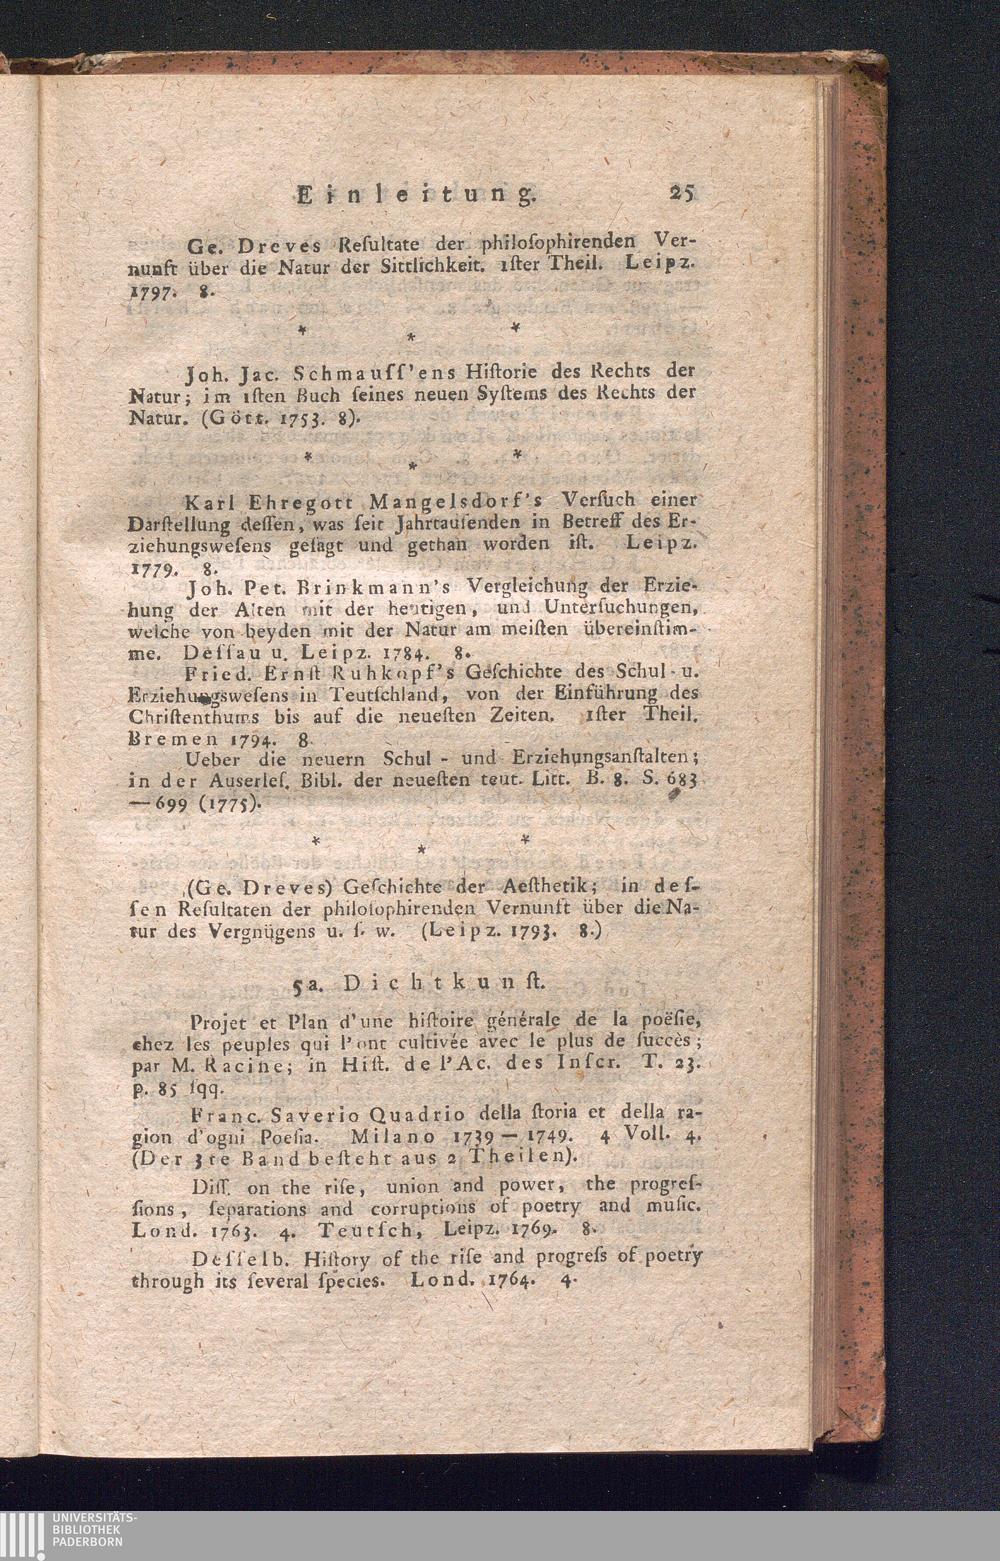 Einleitung. 25
Ge. Dreves Reſultate der philoſophirenden Ver-
nunft über die Natur der Sittlichkeit. 1ſter Theil. Leipz.
1797. 8.
* * *
Joh. Jac. Schmauſſ'ens Hiſtorie des Rechts der
Natur; im 1ſten Buch ſeines neuen Syſtems des Rechts der
Natur. (Gött. 1753. 8).
* * *
Karl Ehregott Mangelsdorf's Verſuch einer
Darſtellung deſſen, was ſeit Jahrtauſenden in Betreff des Er-
ziehungsweſens geſagt und gethan worden iſt. Leipz.
1779. 8.
Joh. Pet. Brinkmann's Vergleichung der Erzie-
hung der Alten mit der heutigen, und Unterſuchungen,
welche von beyden mit der Natur am meiſten übereinſtim-
me. Deſſau u. Leipz. 1784. 8.
Fried. Ernſt Ruhkopf's Geſchichte des Schul- u.
Erziehungsweſens in Teutſchland, von der Einführung des
Chriſtenthums bis auf die neueſten Zeiten. 1ſter Theil.
Bremen 1794. 8.
Ueber die neuern Schul- und Erziehungsanſtalten;
in der Auserleſ. Bibl. der neueſten teut. Litt. B. 8. S. 683
— 699 (1775).
* * *
(Ge. Dreves) Geſchichte der Aeſthetik; in deſ-
ſen Reſultaten der philoſophirenden Vernunft über die Na-
tur des Vergnügens u. ſ. w. (Leipz. 1793. 8.)
5a. Dichtkunſt.
Projet et Plan d'une hiſtoire générale de la poëſie,
chez les peuples qui l'ont cultivée avec le plus de ſuccès;
par M. Racine; in Hiſt. de l'Ac. des Inſcr. T. 23.
p. 85 ſqq.
Franc. Saverio Quadrio della ſtoria et della ra-
gion d'ogni Poeſia. Milano 1739 — 1749. 4 Voll. 4.
(Der 3te Band beſteht aus 2 Theilen).
Diſſ. on the riſe, union and power, the progreſ-
ſions, ſeparations and corruptions of poetry and muſic.
Lond. 1763. 4. Teutſch, Leipz. 1769. 8.
Deſſelb. Hiſtory of the riſe and progreſs of poetry
through its ſeveral ſpecies. Lond. 1764. 4.
UNIVERSITÄTS-
BIBLIOTHEK
PADERBORN